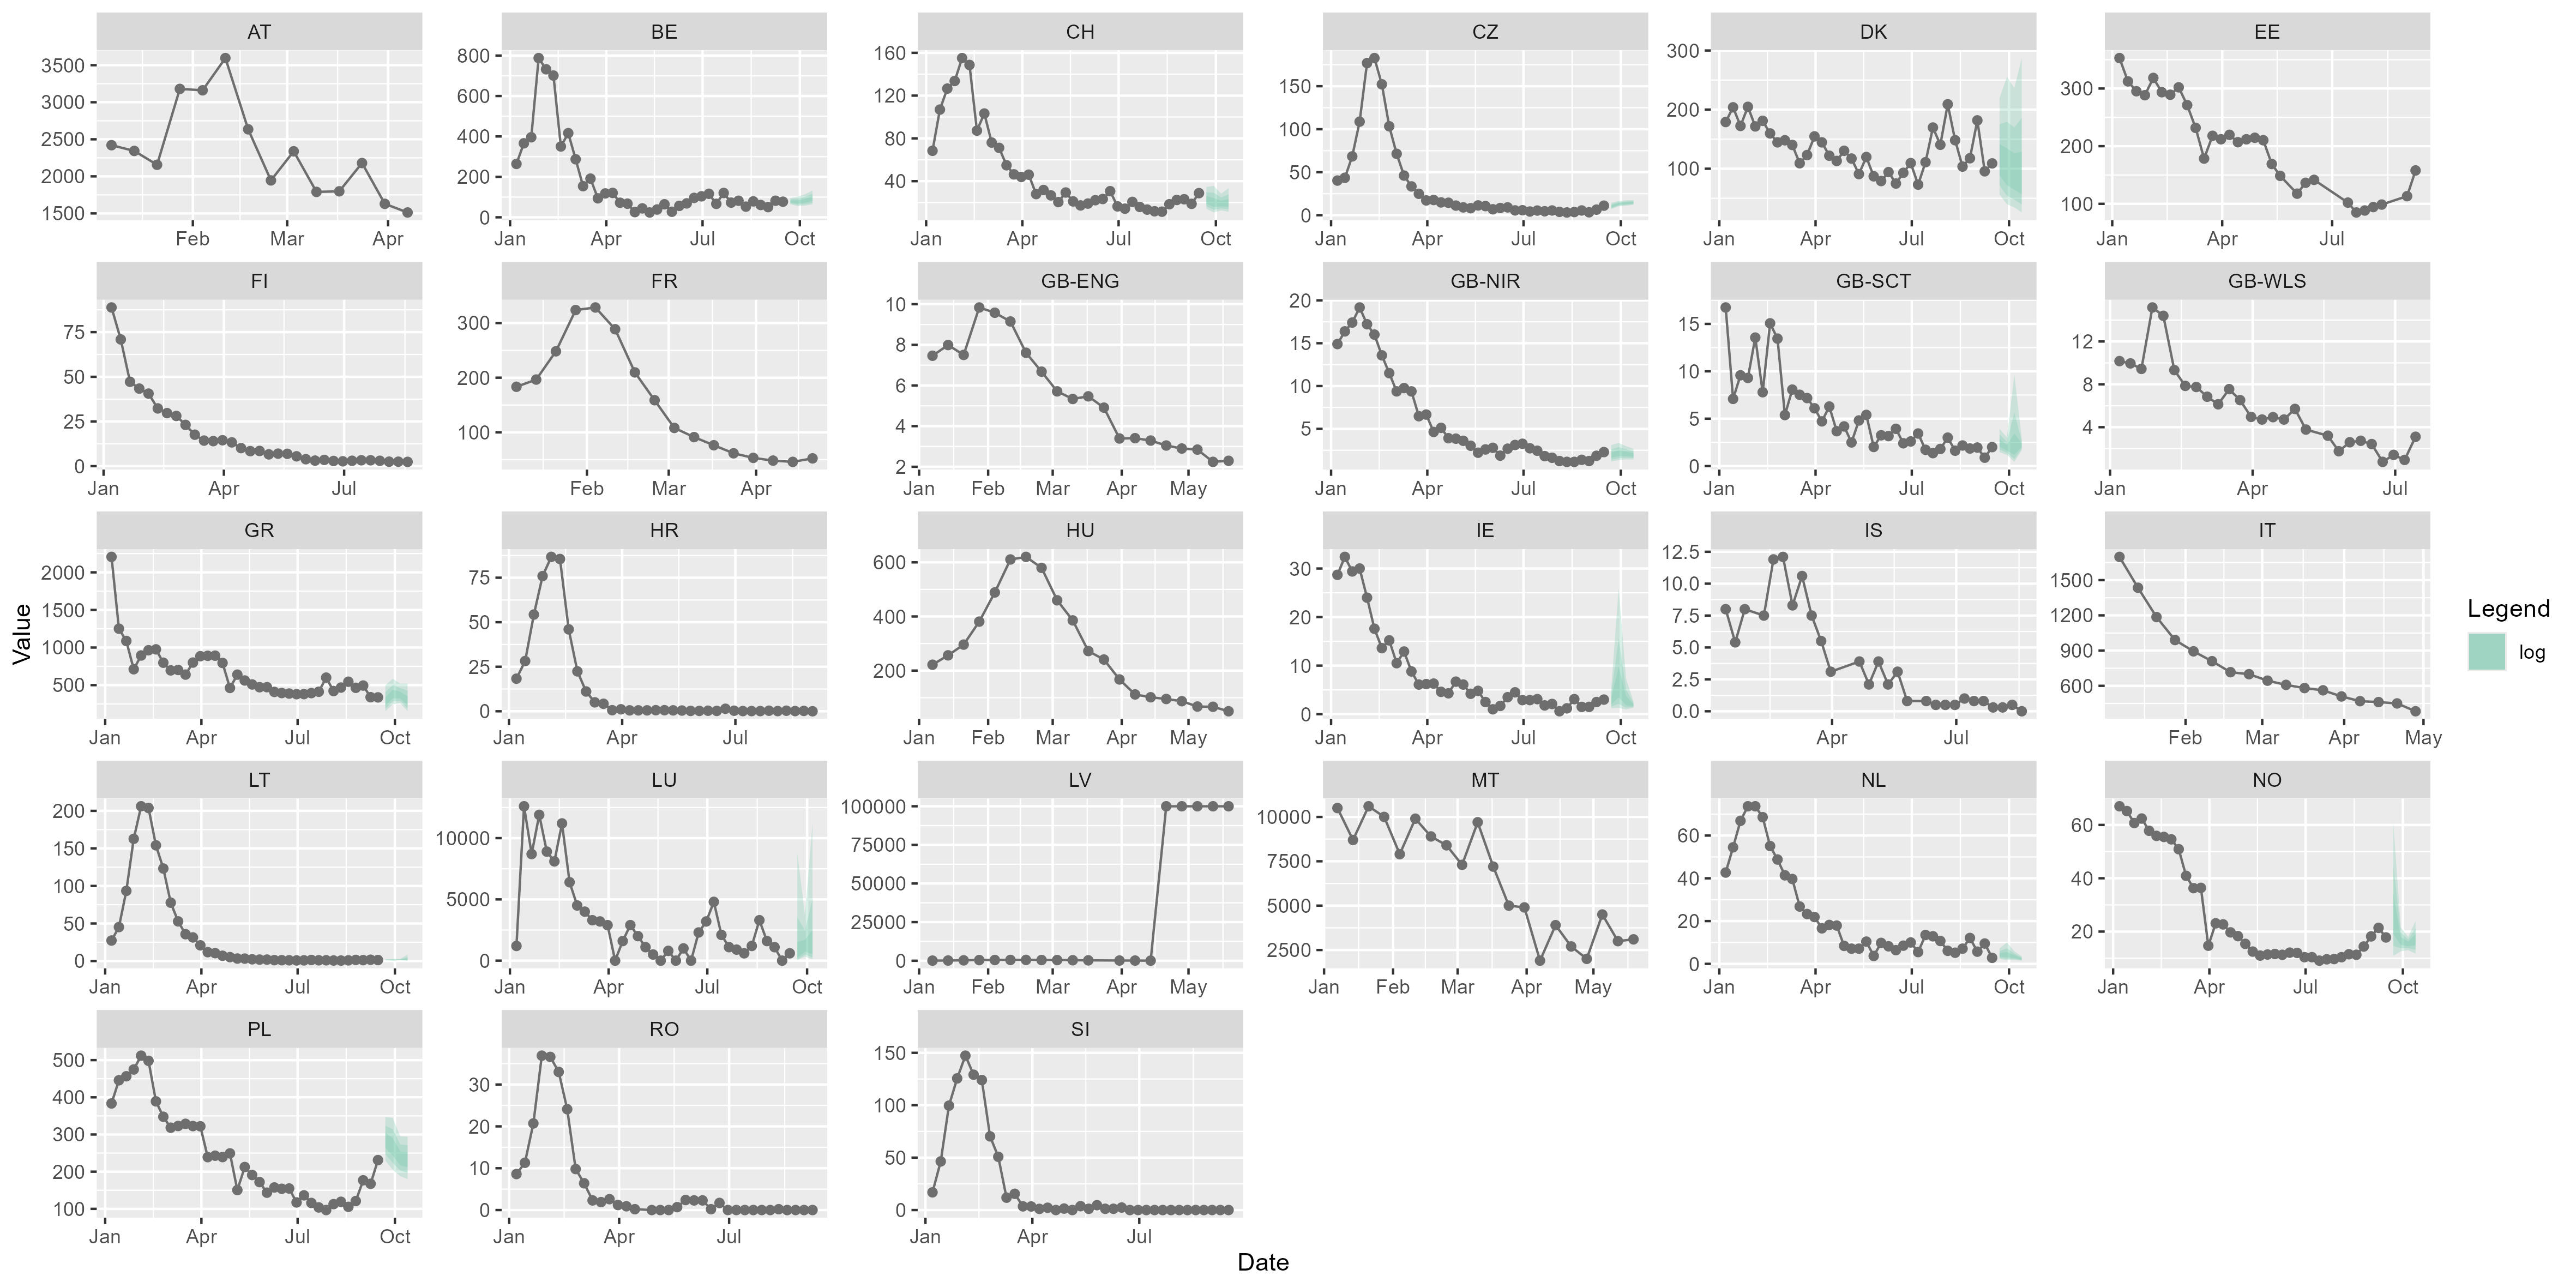 AT BE CH CZ DK EE
3500 3000 2500 2000 1500
Feb Mar Apr
800 600 400 200 0
Jan Apr Jul Oct
160 120 80 40
Jan Apr Jul Oct
150 100 50 0
Jan Apr Jul Oct
300 200 100
Jan Apr Jul Oct
300 200 100
Jan Apr Jul
FI FR GB-ENG GB-NIR GB-SCT GB-WLS
75 50 25 0
Jan Apr Jul
300 200 100
Feb Mar Apr
10 8 6 4 2
Jan Feb Mar Apr May
20 15 10 5
Jan Apr Jul Oct
15 10 5 0
Jan Apr Jul Oct
12 8 4
Jan Apr Jul
Value
GR HR HU IE IS IT
2000 1500 1000 500
Jan Apr Jul Oct
75 50 25 0
Jan Apr Jul
600 400 200
Jan Feb Mar Apr May
30 20 10 0
Jan Apr Jul Oct
12.5 10.0 7.5 5.0 2.5 0.0
Apr Jul
1500 1200 900 600
Feb Mar Apr May
Legend
log
LT LU LV MT NL NO
200 150 100 50 0
Jan Apr Jul Oct
10000 5000 0
Jan Apr Jul Oct
100000 75000 50000 25000 0
Jan Feb Mar Apr May
10000 7500 5000 2500
Jan Feb Mar Apr May
60 40 20 0
Jan Apr Jul Oct
60 40 20
Jan Apr Jul Oct
PL RO SI
500 400 300 200 100
Jan Apr Jul Oct
30 20 10 0
Jan Apr Jul
150 100 50 0
Jan Apr Jul
Date